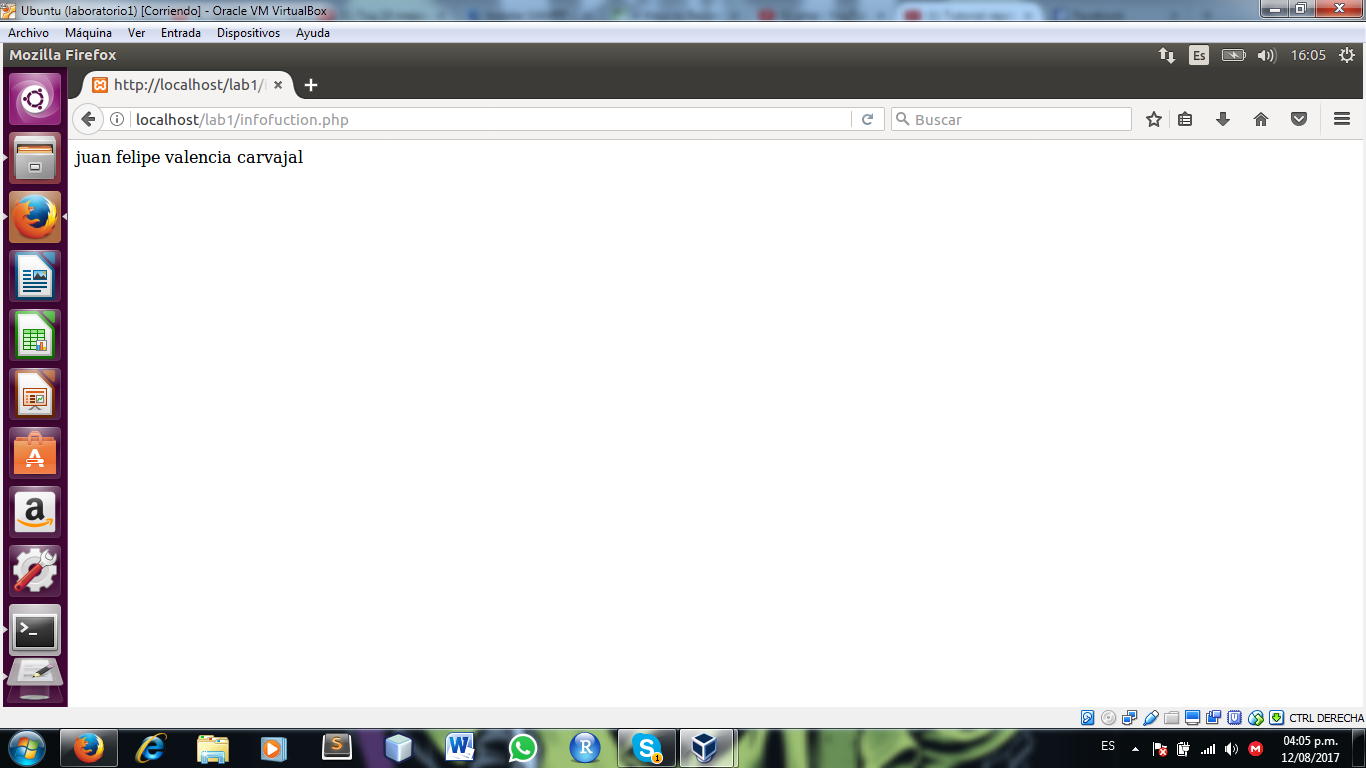 Ubuntu (laboratorio1) [Corriendo] - Oracle VM VirtualBox
Archivo Máquina Ver Entrada Dispositivos Ayuda
Mozilla Firefox
Es
16:05
http://localhost/lab1/
localhost/lab1/infofuction.php
Buscar
juan felipe valencia carvajal
CTRL DERECHA
ES
04:05 p.m.
12/08/2017